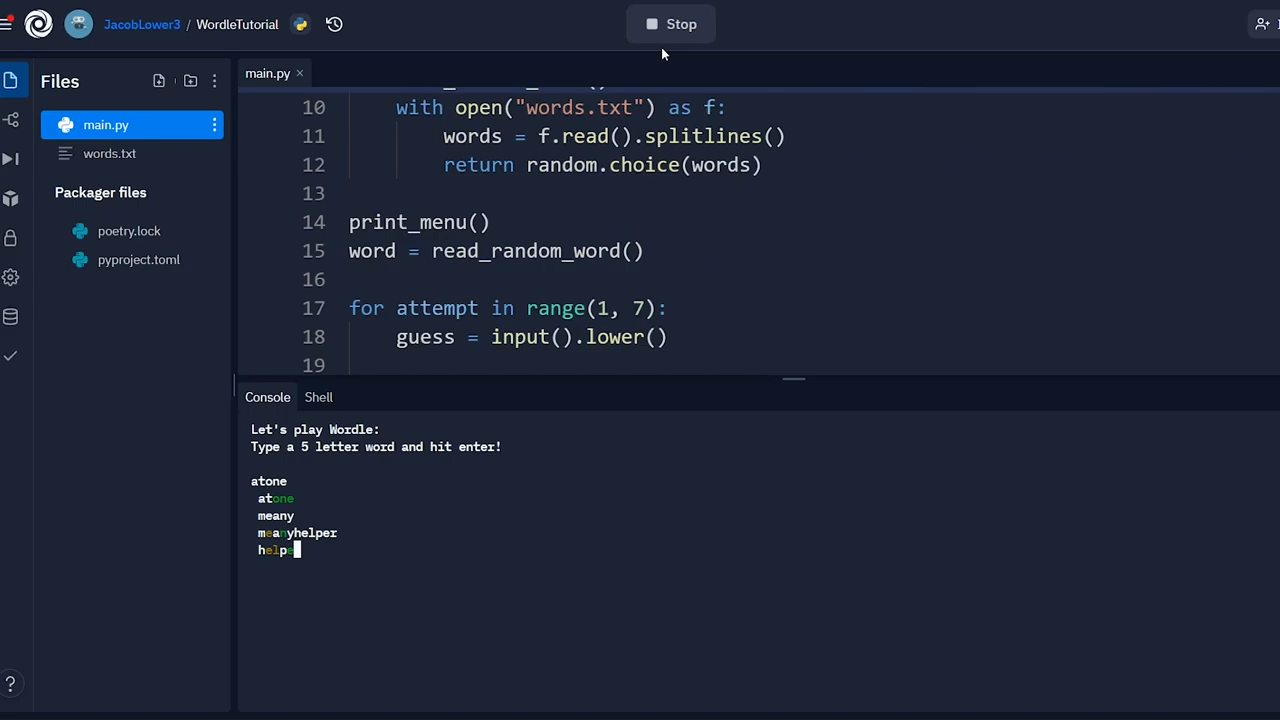 JacobLower3 / WordleTutorial
Stop
Files
main.py
words.txt
Packager files
poetry.lock
pyproject.toml
main.py ×
10 with open("words.txt") as f:
11 words = f.read().splitlines()
12 return random.choice(words)
13
14 print_menu()
15 word = read_random_word()
16
17 for attempt in range(1, 7):
18 guess = input().lower()
19
Console Shell
Let's play Wordle:
Type a 5 letter word and hit enter!
atone
atone
meany
meanyhelper
helpe
?